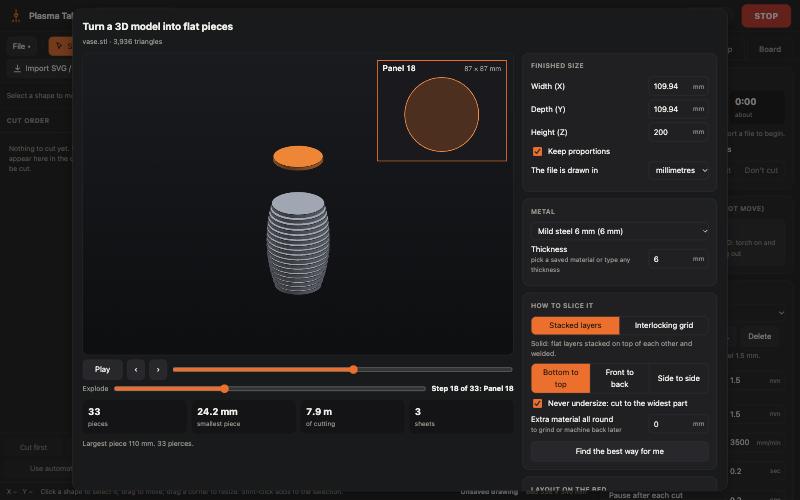 Plasma Ta
STOP
File
Import SVG /
Board
Select a shape to m
CUT ORDER
Nothing to cut yet.
appear here in the c
be cut.
Cut first
Use automat
Turn a 3D model into flat pieces
vase.stl · 3,936 triangles
Panel 18
87 × 87 mm
Play
‹
›
Explode
Step 18 of 33: Panel 18
33
pieces
24.2 mm
smallest piece
7.9 m
of cutting
3
sheets
Largest piece 110 mm. 33 pierces.
FINISHED SIZE
Width (X)
109.94 mm
Depth (Y)
109.94 mm
Height (Z)
200 mm
Keep proportions
The file is drawn in
millimetres
METAL
Mild steel 6 mm (6 mm)
Thickness
pick a saved material or type any
thickness
6 mm
HOW TO SLICE IT
Stacked layers
Interlocking grid
Solid: flat layers stacked on top of each other and
welded.
Bottom to
top
Front to
back
Side to side
Never undersize: cut to the widest part
Extra material all round
to grind or machine back later
0 mm
Find the best way for me
LAYOUT ON THE BED
0:00
about
ort a file to begin.
Don't cut
OT MOVE)
D: torch on and
Delete
1.5 mm
1.5 mm
3500 mm/min
0.2 sec
Pause after each cut
Click a shape to select it, drag to move, drag a corner to resize. Shift-click adds to the selection.
Unsaved drawing